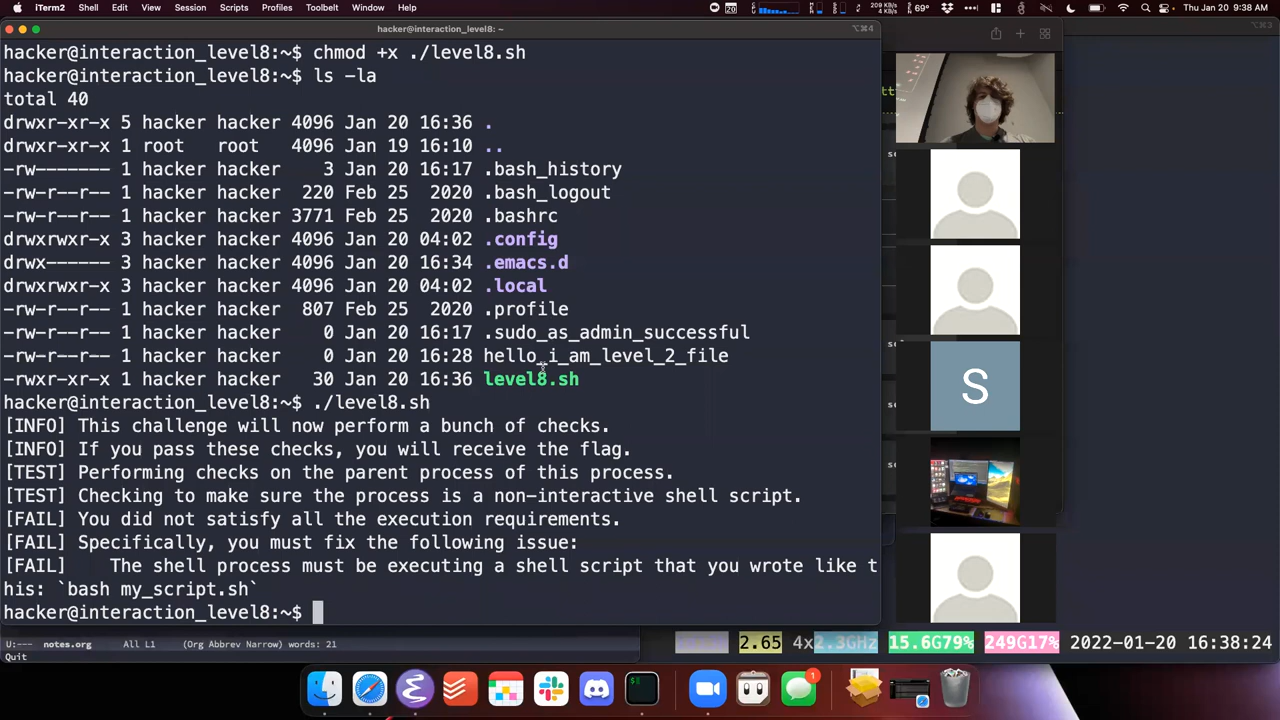 iTerm2 Shell Edit View Session Scripts Profiles Toolbelt Window Help
209 KB/s
4 KB/s
69°
Thu Jan 20 9:38 AM
hacker@interaction_level8: ~
⌥⌘4
⌥⌘3
hacker@interaction_level8:~$ chmod +x ./level8.sh
hacker@interaction_level8:~$ ls -la
total 40
drwxr-xr-x 5 hacker hacker 4096 Jan 20 16:36 .
drwxr-xr-x 1 root   root   4096 Jan 19 16:10 ..
-rw------- 1 hacker hacker    3 Jan 20 16:17 .bash_history
-rw-r--r-- 1 hacker hacker  220 Feb 25  2020 .bash_logout
-rw-r--r-- 1 hacker hacker 3771 Feb 25  2020 .bashrc
drwxrwxr-x 3 hacker hacker 4096 Jan 20 04:02 .config
drwx------ 3 hacker hacker 4096 Jan 20 16:34 .emacs.d
drwxrwxr-x 3 hacker hacker 4096 Jan 20 04:02 .local
-rw-r--r-- 1 hacker hacker  807 Feb 25  2020 .profile
-rw-r--r-- 1 hacker hacker    0 Jan 20 16:17 .sudo_as_admin_successful
-rw-r--r-- 1 hacker hacker    0 Jan 20 16:28 hello_i_am_level_2_file
-rwxr-xr-x 1 hacker hacker   30 Jan 20 16:36 level8.sh
hacker@interaction_level8:~$ ./level8.sh
[INFO] This challenge will now perform a bunch of checks.
[INFO] If you pass these checks, you will receive the flag.
[TEST] Performing checks on the parent process of this process.
[TEST] Checking to make sure the process is a non-interactive shell script.
[FAIL] You did not satisfy all the execution requirements.
[FAIL] Specifically, you must fix the following issue:
[FAIL]    The shell process must be executing a shell script that you wrote like t
his: `bash my_script.sh`
hacker@interaction_level8:~$
S
U:--- notes.org All L1 (Org Abbrev Narrow) words: 21
Quit
2.65 4x2.3GHz 15.6G79% 249G17% 2022-01-20 16:38:24
1